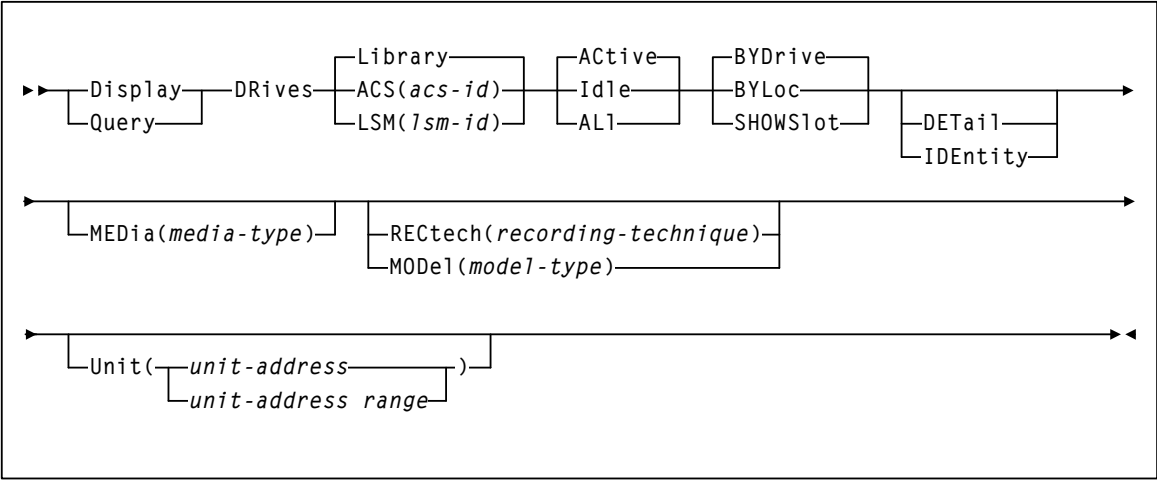 Library ACtive BYDrive
Display DRives ACS(acs-id) Idle BYLoc
Query LSM(lsm-id) ALl SHOWSlot DETail
IDEntity
MEDia(media-type) RECtech(recording-technique)
MODel(model-type)
Unit( unit-address )
unit-address range